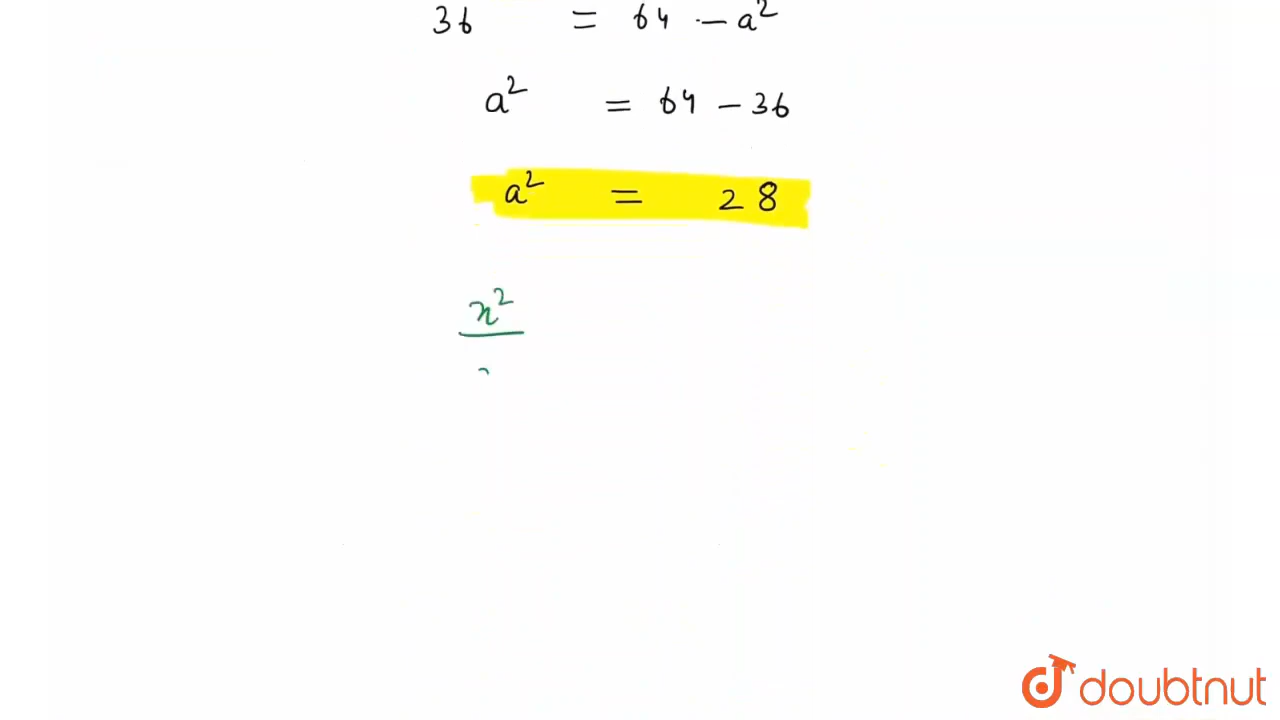 36 = 64 - a²
a² = 64 - 36
a² = 28
x²
doubtnut